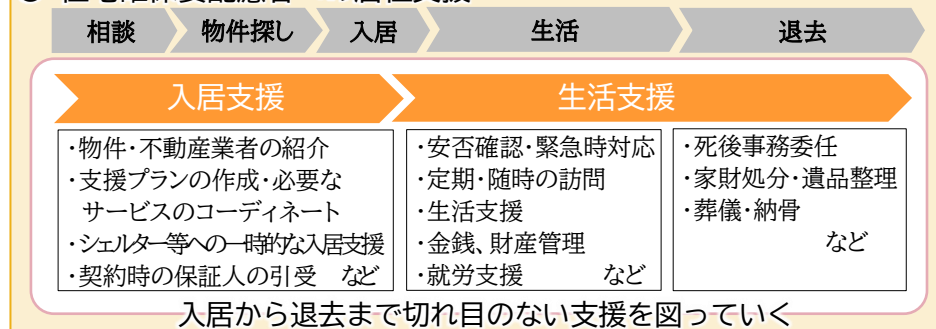 相談 物件探し 入居 生活 退去
入居支援 生活支援
・物件・不動産業者の紹介
・支援プランの作成・必要な
サービスのコーディネート
・シェルター等への一時的な入居支援
・契約時の保証人の引受 など
・安否確認・緊急時対応
・定期・随時の訪問
・生活支援
・金銭、財産管理
・就労支援 など
・死後事務委任
・家財処分・遺品整理
・葬儀・納骨
など
入居から退去まで切れ目のない支援を図っていく